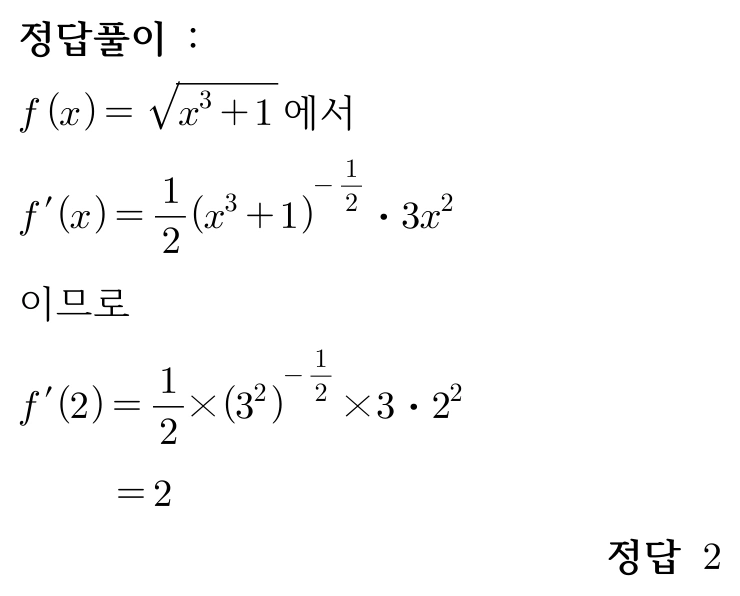 정답풀이 :
f(x) = √(x³+1) 에서
f′(x) = 1/2 (x³+1)^(-1/2) · 3x²
이므로
f′(2) = 1/2 × (3²)^(-1/2) × 3 · 2²
= 2
정답 2